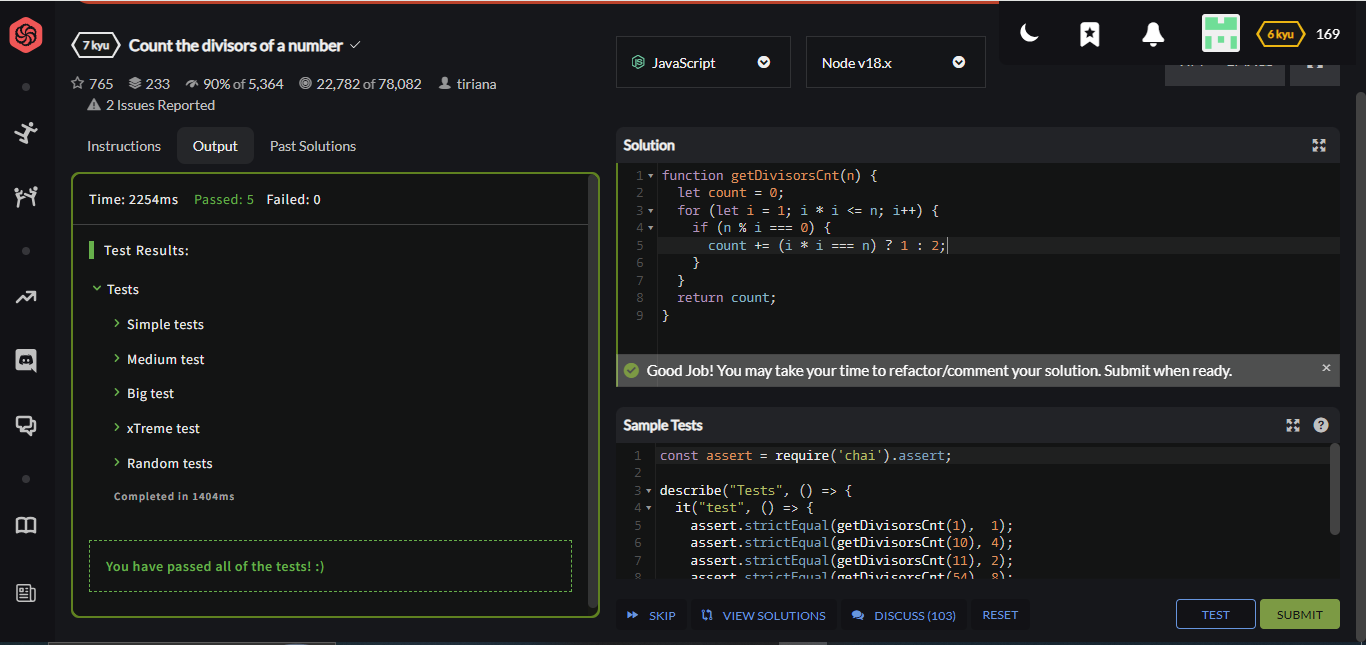 7 kyu Count the divisors of a number
6 kyu 169
765 233 90% of 5,364 22,782 of 78,082 tiriana
2 Issues Reported
JavaScript
Node v18.x
Instructions Output Past Solutions
Time: 2254ms Passed: 5 Failed: 0
Test Results:
Tests
Simple tests
Medium test
Big test
xTreme test
Random tests
Completed in 1404ms
You have passed all of the tests! :)
Solution
1 function getDivisorsCnt(n) {
2 let count = 0;
3 for (let i = 1; i * i <= n; i++) {
4 if (n % i === 0) {
5 count += (i * i === n) ? 1 : 2;
6 }
7 }
8 return count;
9 }
Good Job! You may take your time to refactor/comment your solution. Submit when ready.
Sample Tests
1 const assert = require('chai').assert;
2
3 describe("Tests", () => {
4 it("test", () => {
5 assert.strictEqual(getDivisorsCnt(1), 1);
6 assert.strictEqual(getDivisorsCnt(10), 4);
7 assert.strictEqual(getDivisorsCnt(11), 2);
8 assert.strictEqual(getDivisorsCnt(54), 8);
SKIP VIEW SOLUTIONS DISCUSS (103) RESET TEST SUBMIT